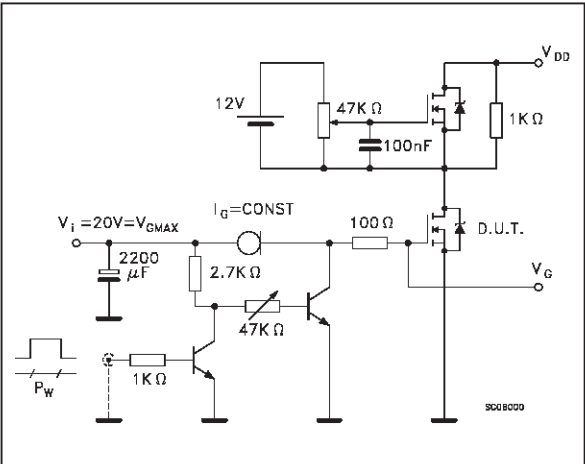 V_DD
12V
47KΩ
1KΩ
100nF
I_G=CONST
V_i =20V=V_GMAX
100Ω
D.U.T.
2200
μF
2.7KΩ
V_G
47KΩ
P_W
1KΩ
SC08000